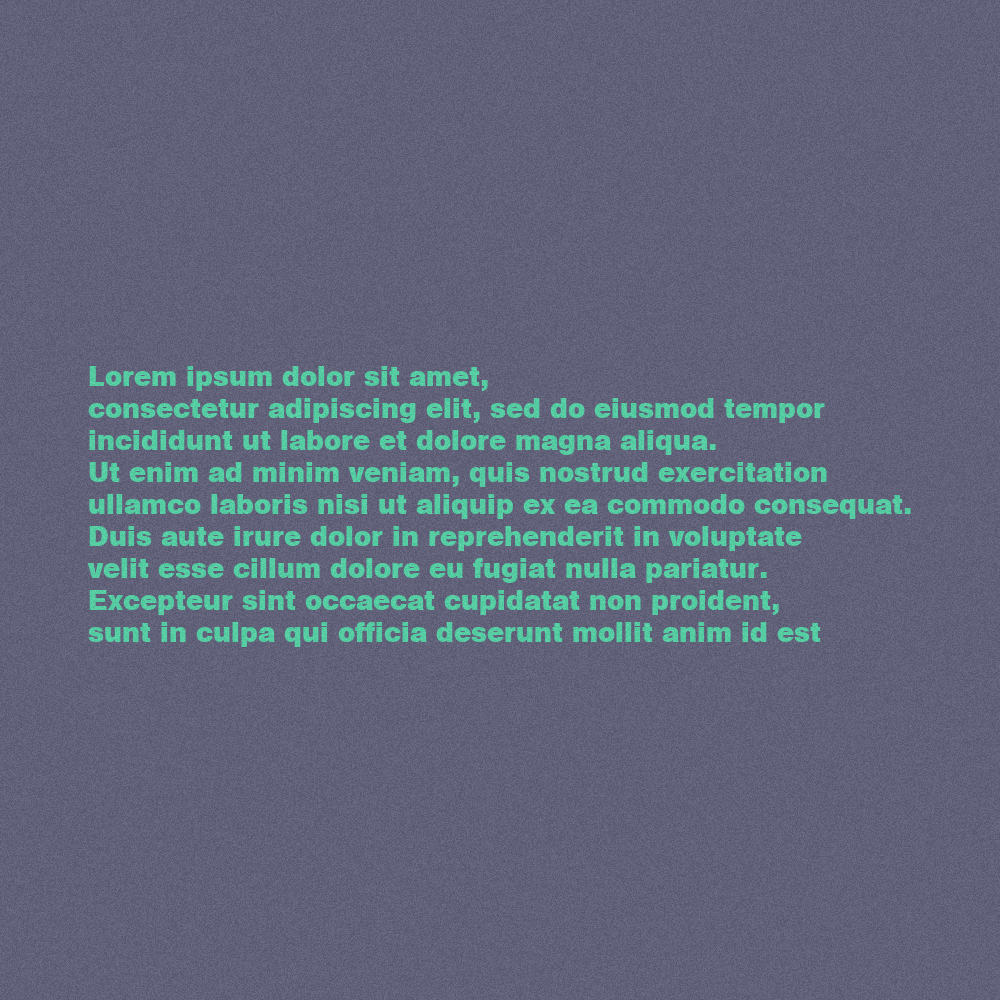 Lorem ipsum dolor sit amet,
consectetur adipiscing elit, sed do eiusmod tempor
incididunt ut labore et dolore magna aliqua.
Ut enim ad minim veniam, quis nostrud exercitation
ullamco laboris nisi ut aliquip ex ea commodo consequat.
Duis aute irure dolor in reprehenderit in voluptate
velit esse cillum dolore eu fugiat nulla pariatur.
Excepteur sint occaecat cupidatat non proident,
sunt in culpa qui officia deserunt mollit anim id est